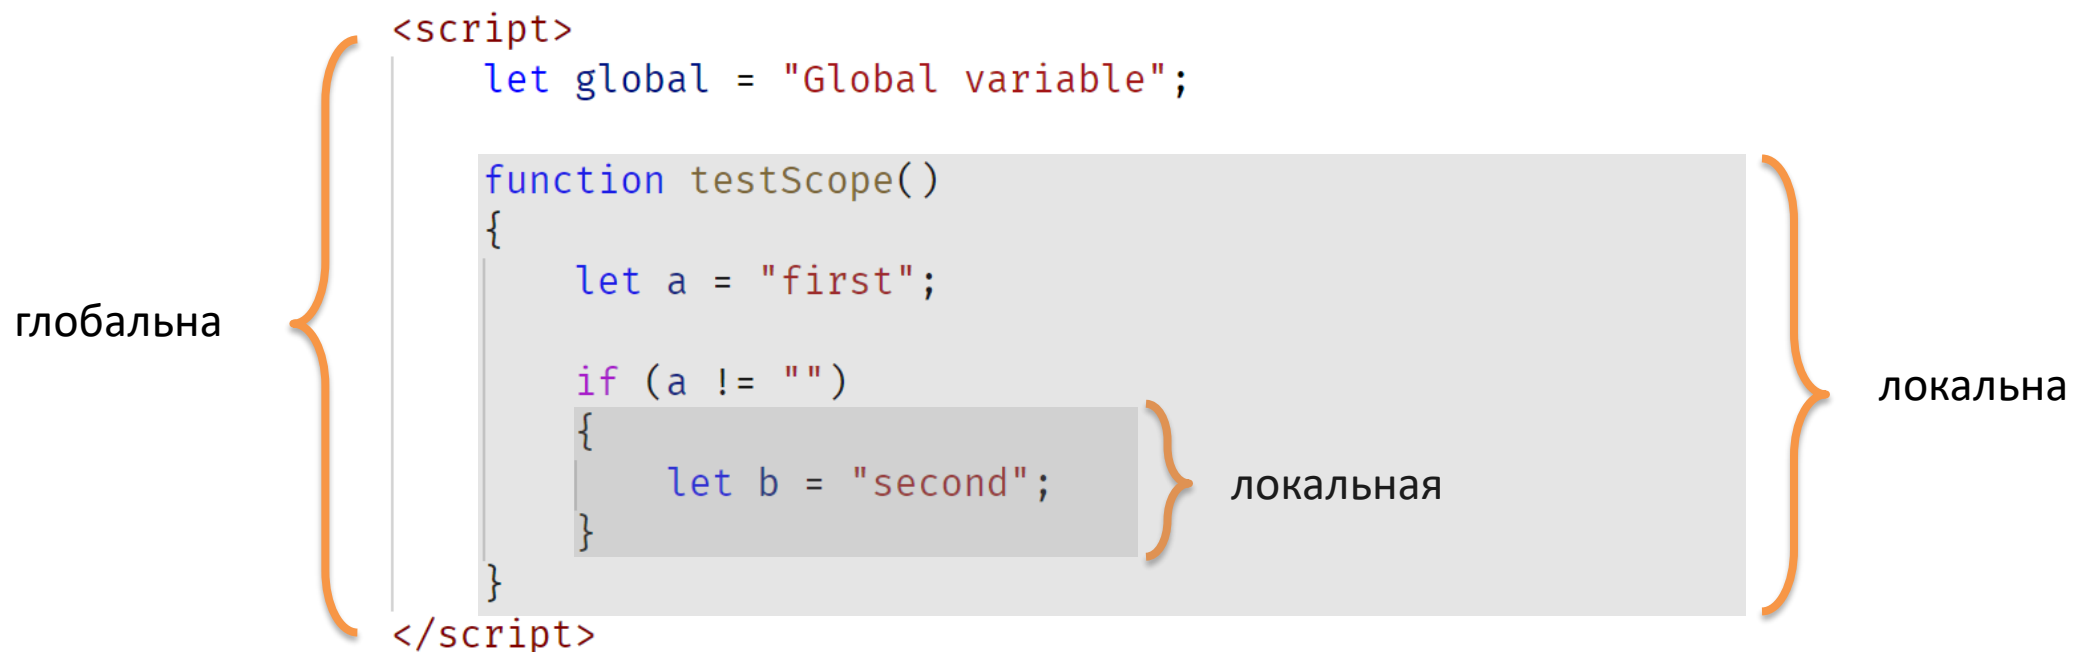 <script>
let global = "Global variable";
function testScope()
{
let a = "first";
глобальна
if (a != "")
локальна
{
let b = "second";
локальная
}
}
</script>